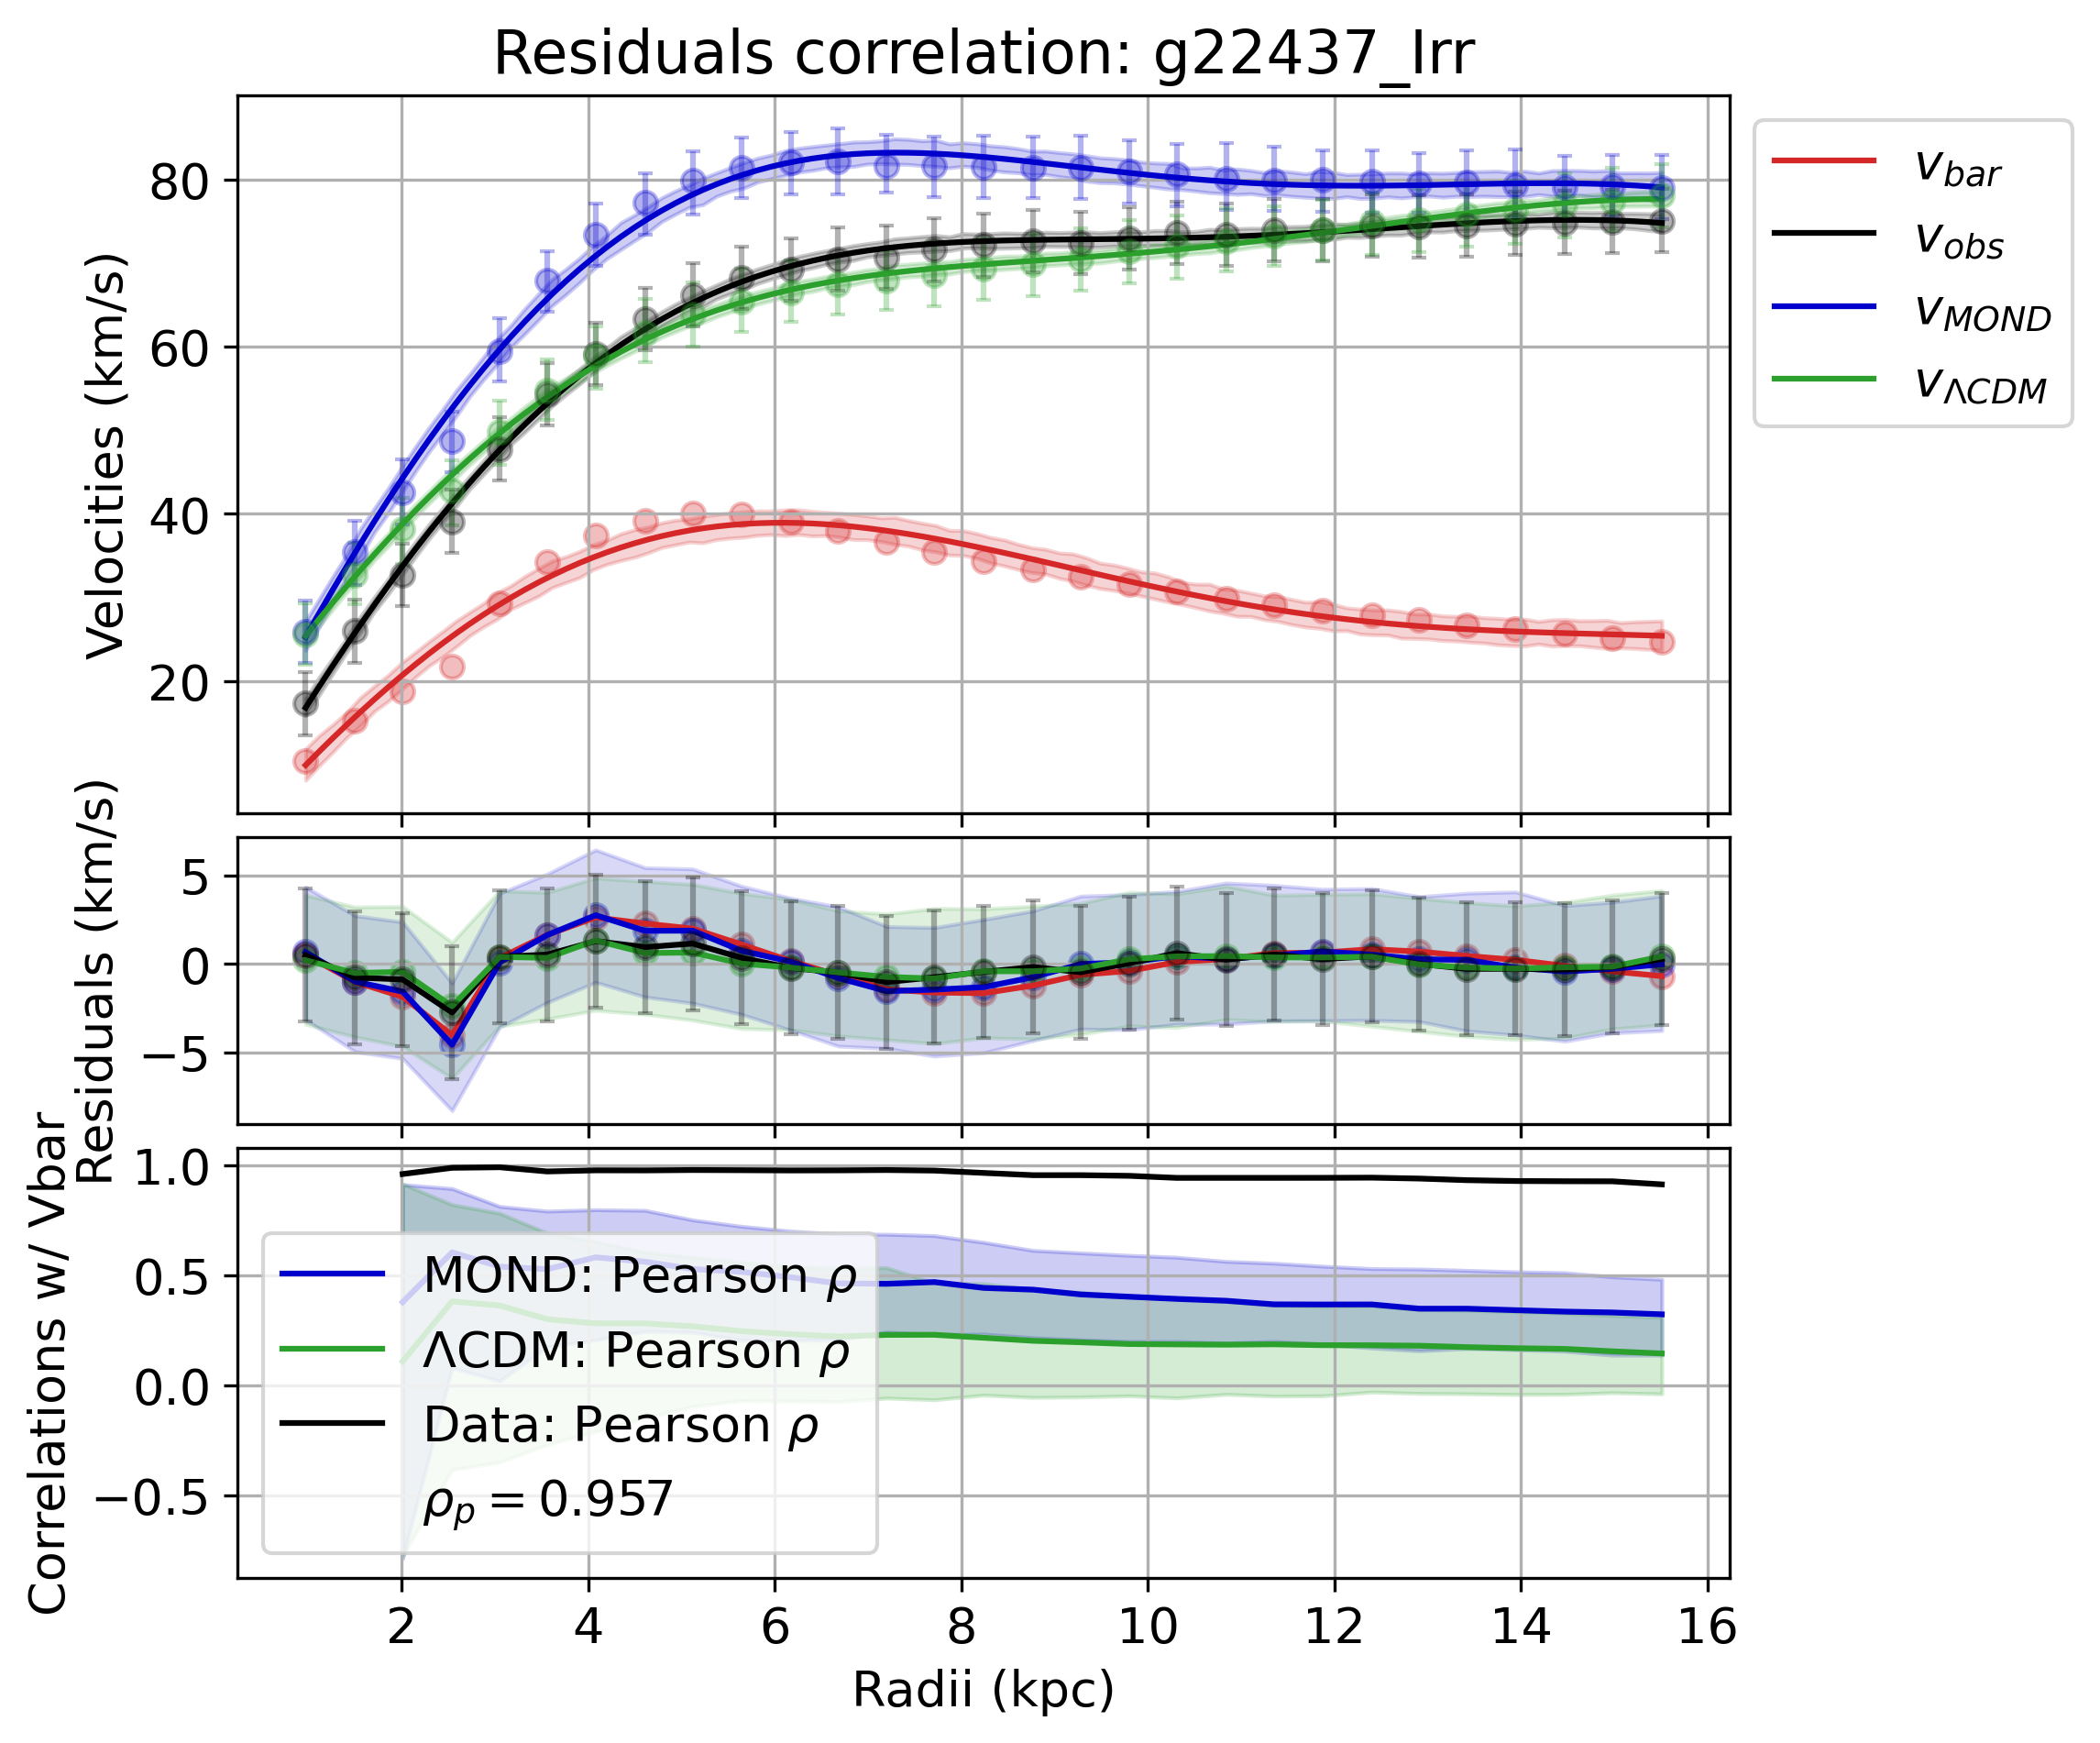 Residuals correlation: g22437_Irr
Velocities (km/s)
80
60
40
20
v_bar
v_obs
v_MOND
v_ΛCDM
Residuals (km/s)
5
0
−5
Correlations w/ Vbar
1.0
0.5
0.0
−0.5
MOND: Pearson ρ
ΛCDM: Pearson ρ
Data: Pearson ρ
ρ_p = 0.957
2 4 6 8 10 12 14 16
Radii (kpc)